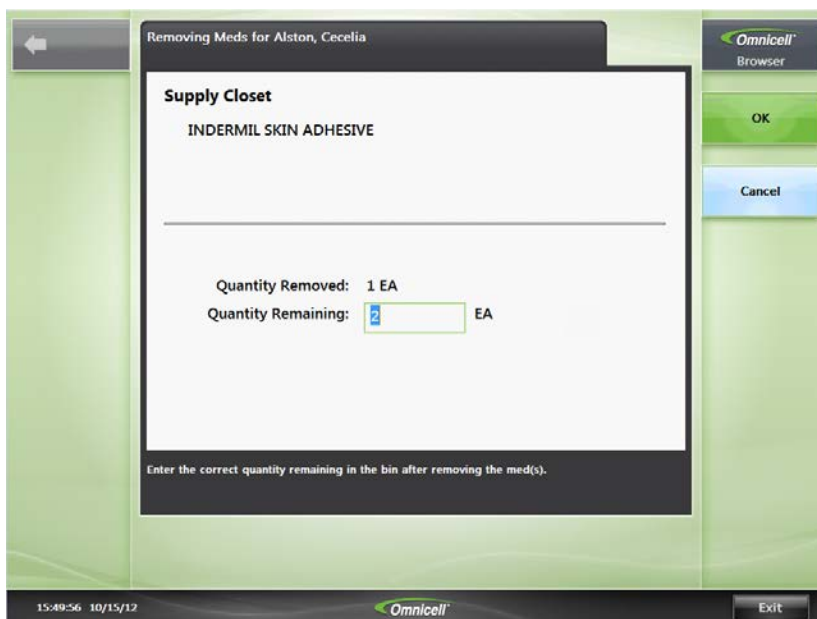 Removing Meds for Alston, Cecelia
Omnicell
Browser
Supply Closet
INDERMIL SKIN ADHESIVE
OK
Cancel
Quantity Removed: 1 EA
Quantity Remaining: 2 EA
Enter the correct quantity remaining in the bin after removing the med(s).
15:49:56 10/15/12 Omnicell Exit